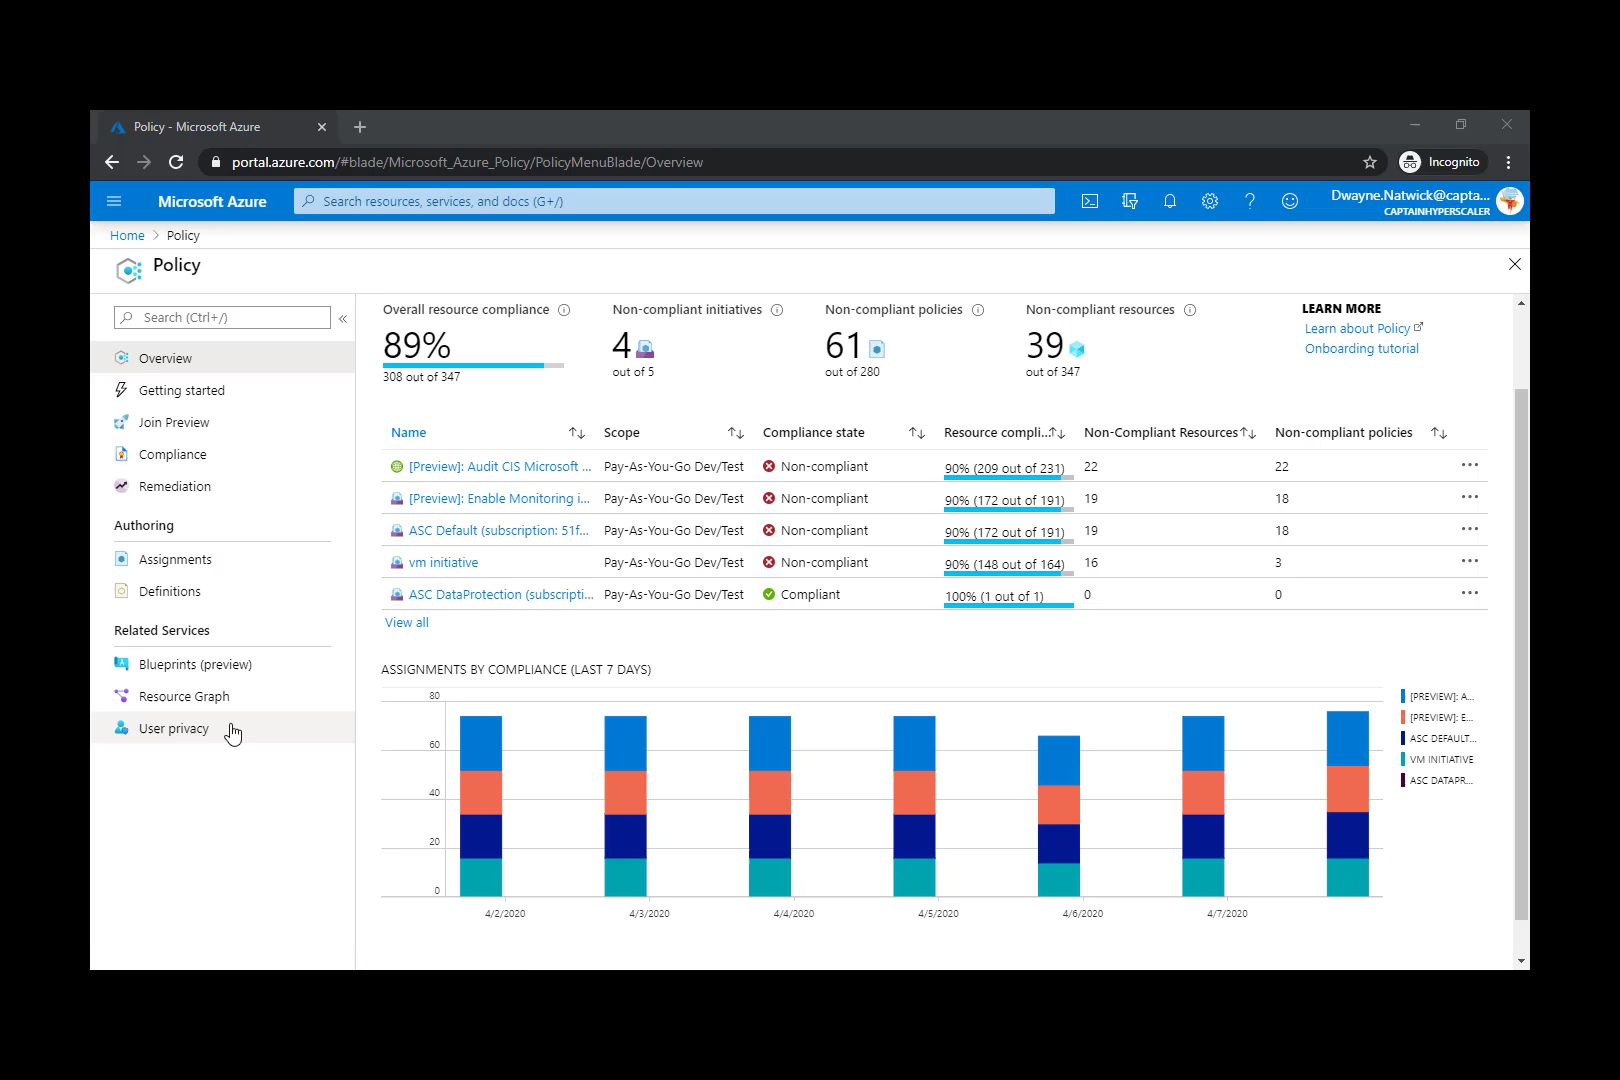 Policy - Microsoft Azure
portal.azure.com/#blade/Microsoft_Azure_Policy/PolicyMenuBlade/Overview
Incognito
Microsoft Azure
Search resources, services, and docs (G+/)
Dwayne.Natwick@capta...
CAPTAINHYPERSCALER
Home > Policy
Policy
Search (Ctrl+/)
Overview
Getting started
Join Preview
Compliance
Remediation
Authoring
Assignments
Definitions
Related Services
Blueprints (preview)
Resource Graph
User privacy
Overall resource compliance
89%
308 out of 347
Non-compliant initiatives
4
out of 5
Non-compliant policies
61
out of 280
Non-compliant resources
39
out of 347
LEARN MORE
Learn about Policy
Onboarding tutorial
Name Scope Compliance state Resource compli... Non-Compliant Resources Non-compliant policies
[Preview]: Audit CIS Microsoft ... Pay-As-You-Go Dev/Test Non-compliant 90% (209 out of 231) 22 22
[Preview]: Enable Monitoring i... Pay-As-You-Go Dev/Test Non-compliant 90% (172 out of 191) 19 18
ASC Default (subscription: 51f... Pay-As-You-Go Dev/Test Non-compliant 90% (172 out of 191) 19 18
vm initiative Pay-As-You-Go Dev/Test Non-compliant 90% (148 out of 164) 16 3
ASC DataProtection (subscripti... Pay-As-You-Go Dev/Test Compliant 100% (1 out of 1) 0 0
View all
ASSIGNMENTS BY COMPLIANCE (LAST 7 DAYS)
80
60
40
20
0
4/2/2020 4/3/2020 4/4/2020 4/5/2020 4/6/2020 4/7/2020
[PREVIEW]: A...
[PREVIEW]: E...
ASC DEFAULT...
VM INITIATIVE
ASC DATAPR...